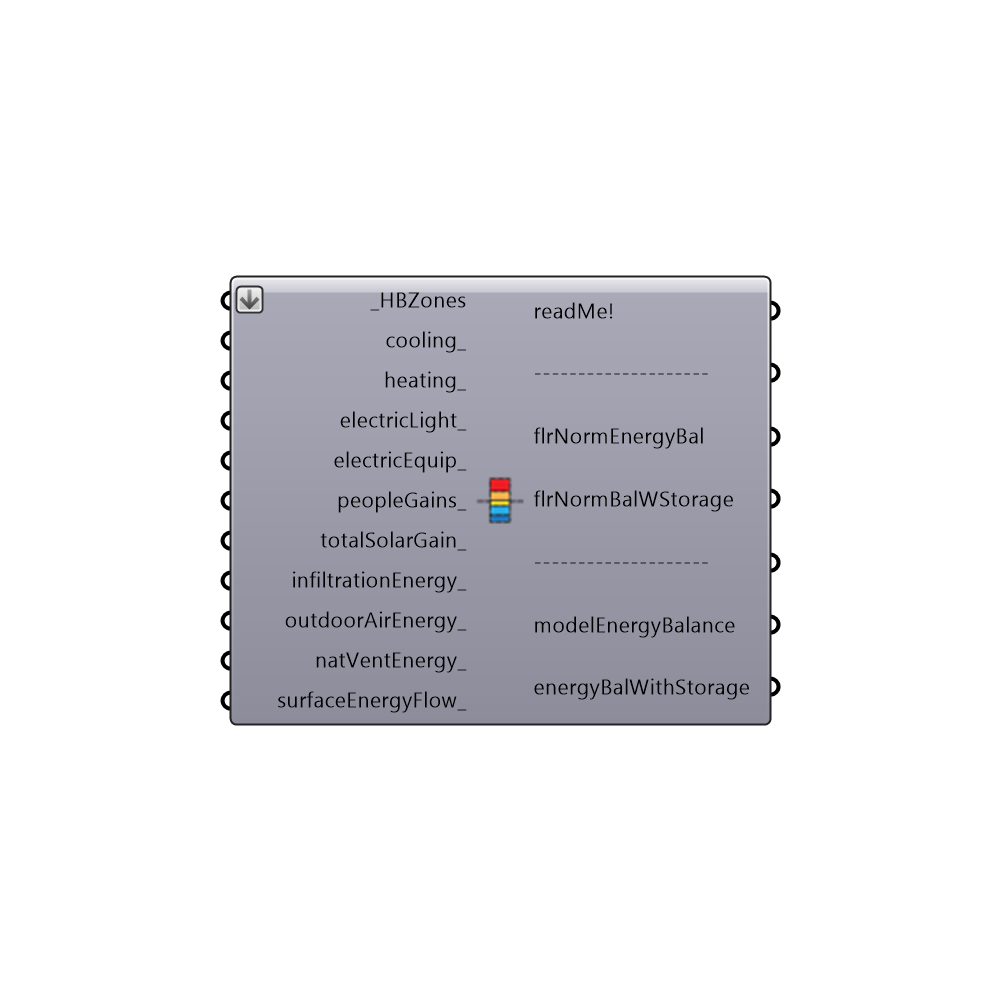 _HBZones
cooling_
heating_
electricLight_
electricEquip_
peopleGains_
totalSolarGain_
infiltrationEnergy_
outdoorAirEnergy_
natVentEnergy_
surfaceEnergyFlow_
readMe!
--------------------
flrNormEnergyBal
flrNormBalWStorage
--------------------
modelEnergyBalance
energyBalWithStorage